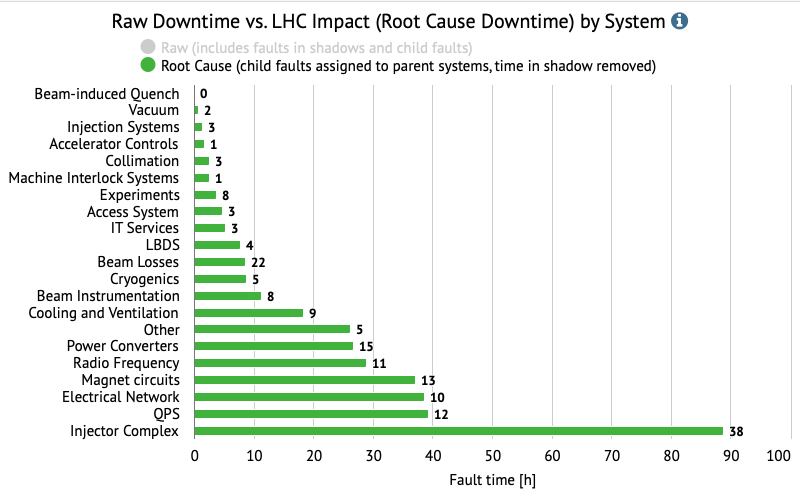 Raw Downtime vs. LHC Impact (Root Cause Downtime) by System i
Raw (includes faults in shadows and child faults)
Root Cause (child faults assigned to parent systems, time in shadow removed)
Beam-induced Quench 0
Vacuum 2
Injection Systems 3
Accelerator Controls 1
Collimation 3
Machine Interlock Systems 1
Experiments 8
Access System 3
IT Services 3
LBDS 4
Beam Losses 22
Cryogenics 5
Beam Instrumentation 8
Cooling and Ventilation 9
Other 5
Power Converters 15
Radio Frequency 11
Magnet circuits 13
Electrical Network 10
QPS 12
Injector Complex 38
0 10 20 30 40 50 60 70 80 90 100
Fault time [h]